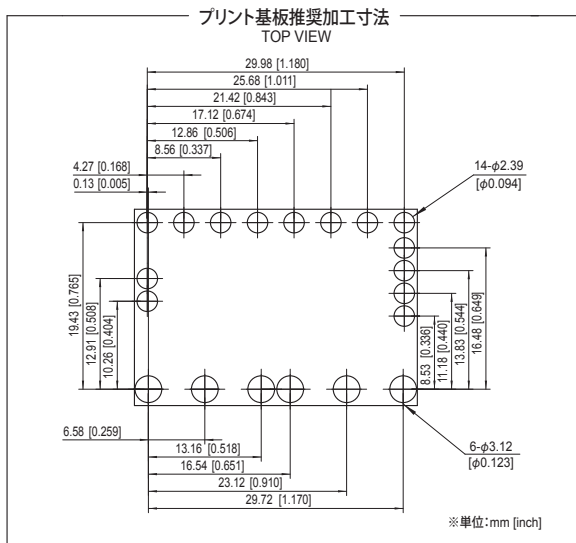 プリント基板推奨加工寸法
TOP VIEW
29.98 [1.180]
25.68 [1.011]
21.42 [0.843]
17.12 [0.674]
12.86 [0.506]
8.56 [0.337]
4.27 [0.168]
0.13 [0.005]
14-φ2.39
[φ0.094]
19.43 [0.765]
12.91 [0.508]
10.26 [0.404]
8.53 [0.336]
11.18 [0.440]
13.83 [0.544]
16.48 [0.649]
6.58 [0.259]
13.16 [0.518]
16.54 [0.651]
23.12 [0.910]
29.72 [1.170]
6-φ3.12
[φ0.123]
※単位:mm [inch]